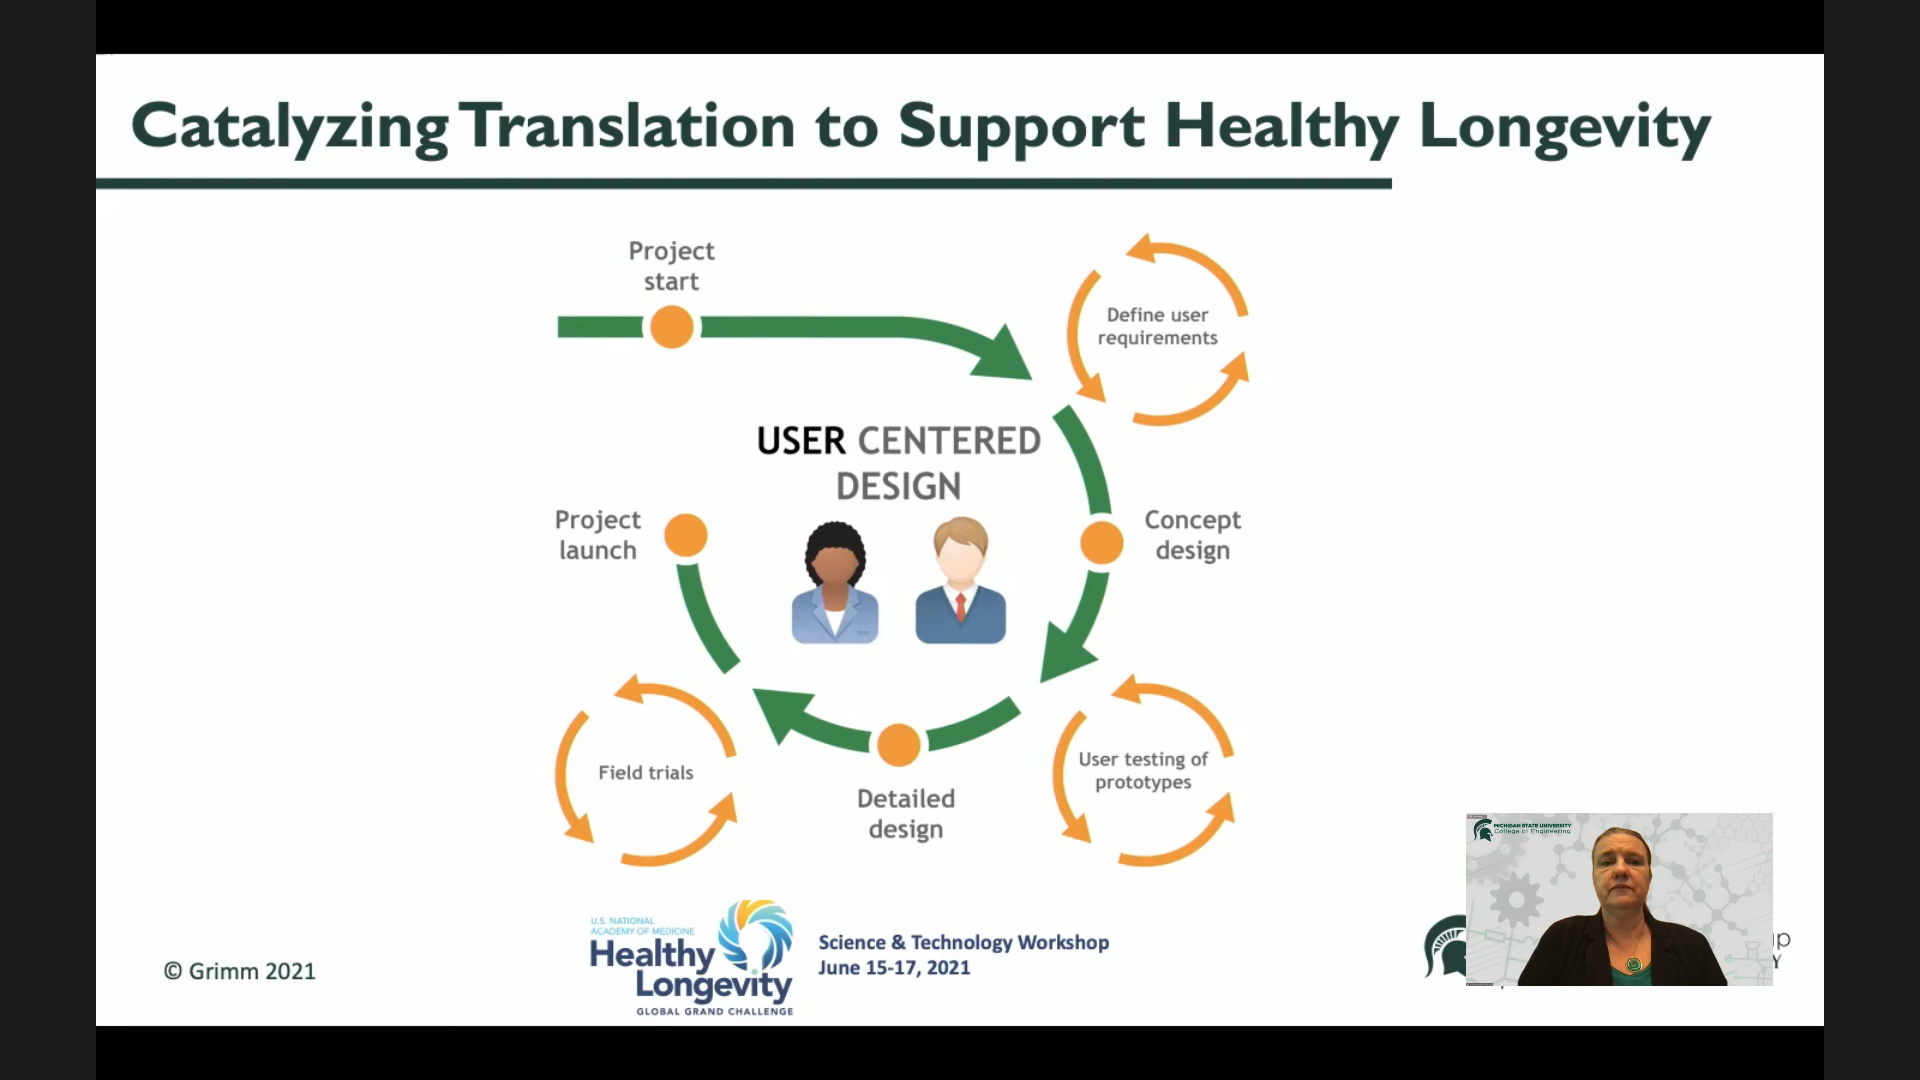 Catalyzing Translation to Support Healthy Longevity
Project
start
Define user
requirements
USER CENTERED
DESIGN
Project
launch
Concept
design
Field trials
User testing of
prototypes
Detailed
design
MICHIGAN STATE UNIVERSITY
College of Engineering
U.S. NATIONAL
ACADEMY OF MEDICINE
Healthy
Longevity
GLOBAL GRAND CHALLENGE
Science & Technology Workshop
June 15-17, 2021
© Grimm 2021